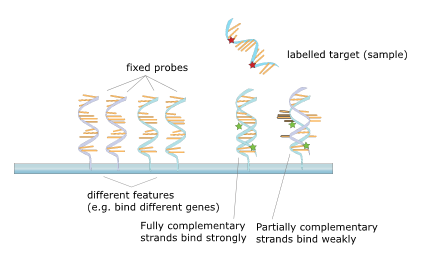 fixed probes
labelled target (sample)
different features
(e.g. bind different genes)
Fully complementary
strands bind strongly
Partially complementary
strands bind weakly